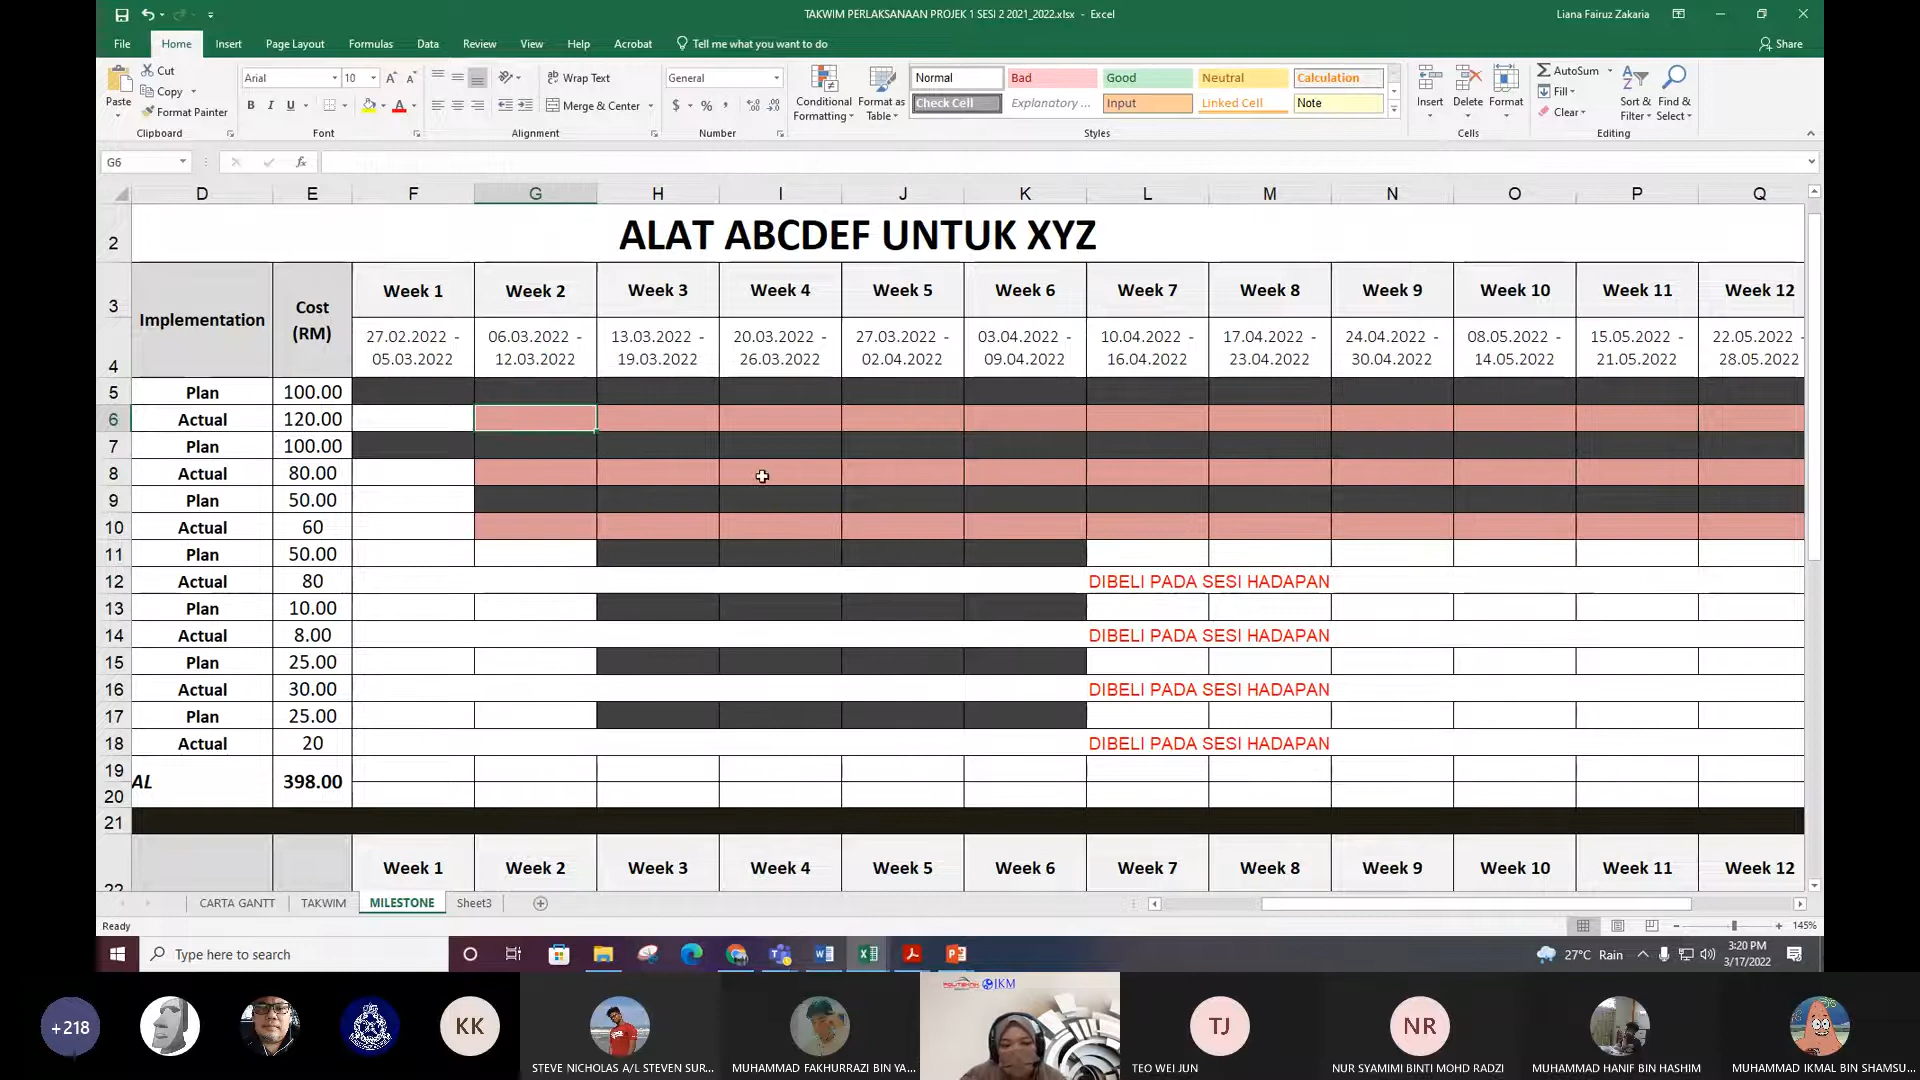 TAKWIM PERLAKSANAAN PROJEK 1 SESI 2 2021_2022.xlsx - Excel
Liana Fairuz Zakaria
File Home Insert Page Layout Formulas Data Review View Help Acrobat Tell me what you want to do Share
Paste Cut Copy Format Painter Clipboard
Arial 10 B I U Font
Wrap Text Merge & Center Alignment
General $ % , Number
Conditional Formatting Format as Table
Normal Bad Good Neutral Calculation
Check Cell Explanatory ... Input Linked Cell Note
Styles
Insert Delete Format Cells
AutoSum Fill Clear Sort & Filter Find & Select Editing
G6 fx
D E F G H I J K L M N O P Q
2 ALAT ABCDEF UNTUK XYZ
3 Implementation Cost (RM) Week 1 Week 2 Week 3 Week 4 Week 5 Week 6 Week 7 Week 8 Week 9 Week 10 Week 11 Week 12
4 27.02.2022 - 06.03.2022 - 13.03.2022 - 20.03.2022 - 27.03.2022 - 03.04.2022 - 10.04.2022 - 17.04.2022 - 24.04.2022 - 08.05.2022 - 15.05.2022 - 22.05.2022 -
05.03.2022 12.03.2022 19.03.2022 26.03.2022 02.04.2022 09.04.2022 16.04.2022 23.04.2022 30.04.2022 14.05.2022 21.05.2022 28.05.2022
5 Plan 100.00
6 Actual 120.00
7 Plan 100.00
8 Actual 80.00
9 Plan 50.00
10 Actual 60
11 Plan 50.00
12 Actual 80 DIBELI PADA SESI HADAPAN
13 Plan 10.00
14 Actual 8.00 DIBELI PADA SESI HADAPAN
15 Plan 25.00
16 Actual 30.00 DIBELI PADA SESI HADAPAN
17 Plan 25.00
18 Actual 20 DIBELI PADA SESI HADAPAN
19
AL 398.00
20
21
22 Week 1 Week 2 Week 3 Week 4 Week 5 Week 6 Week 7 Week 8 Week 9 Week 10 Week 11 Week 12
CARTA GANTT TAKWIM MILESTONE Sheet3
Ready 145%
Type here to search 27°C Rain 3:20 PM
3/17/2022
POLITEKNIK JKM
+218 KK TJ NR
STEVE NICHOLAS A/L STEVEN SUR... MUHAMMAD FAKHURRAZI BIN YA... TEO WEI JUN NUR SYAMIMI BINTI MOHD RADZI MUHAMMAD HANIF BIN HASHIM MUHAMMAD IKMAL BIN SHAMSU...